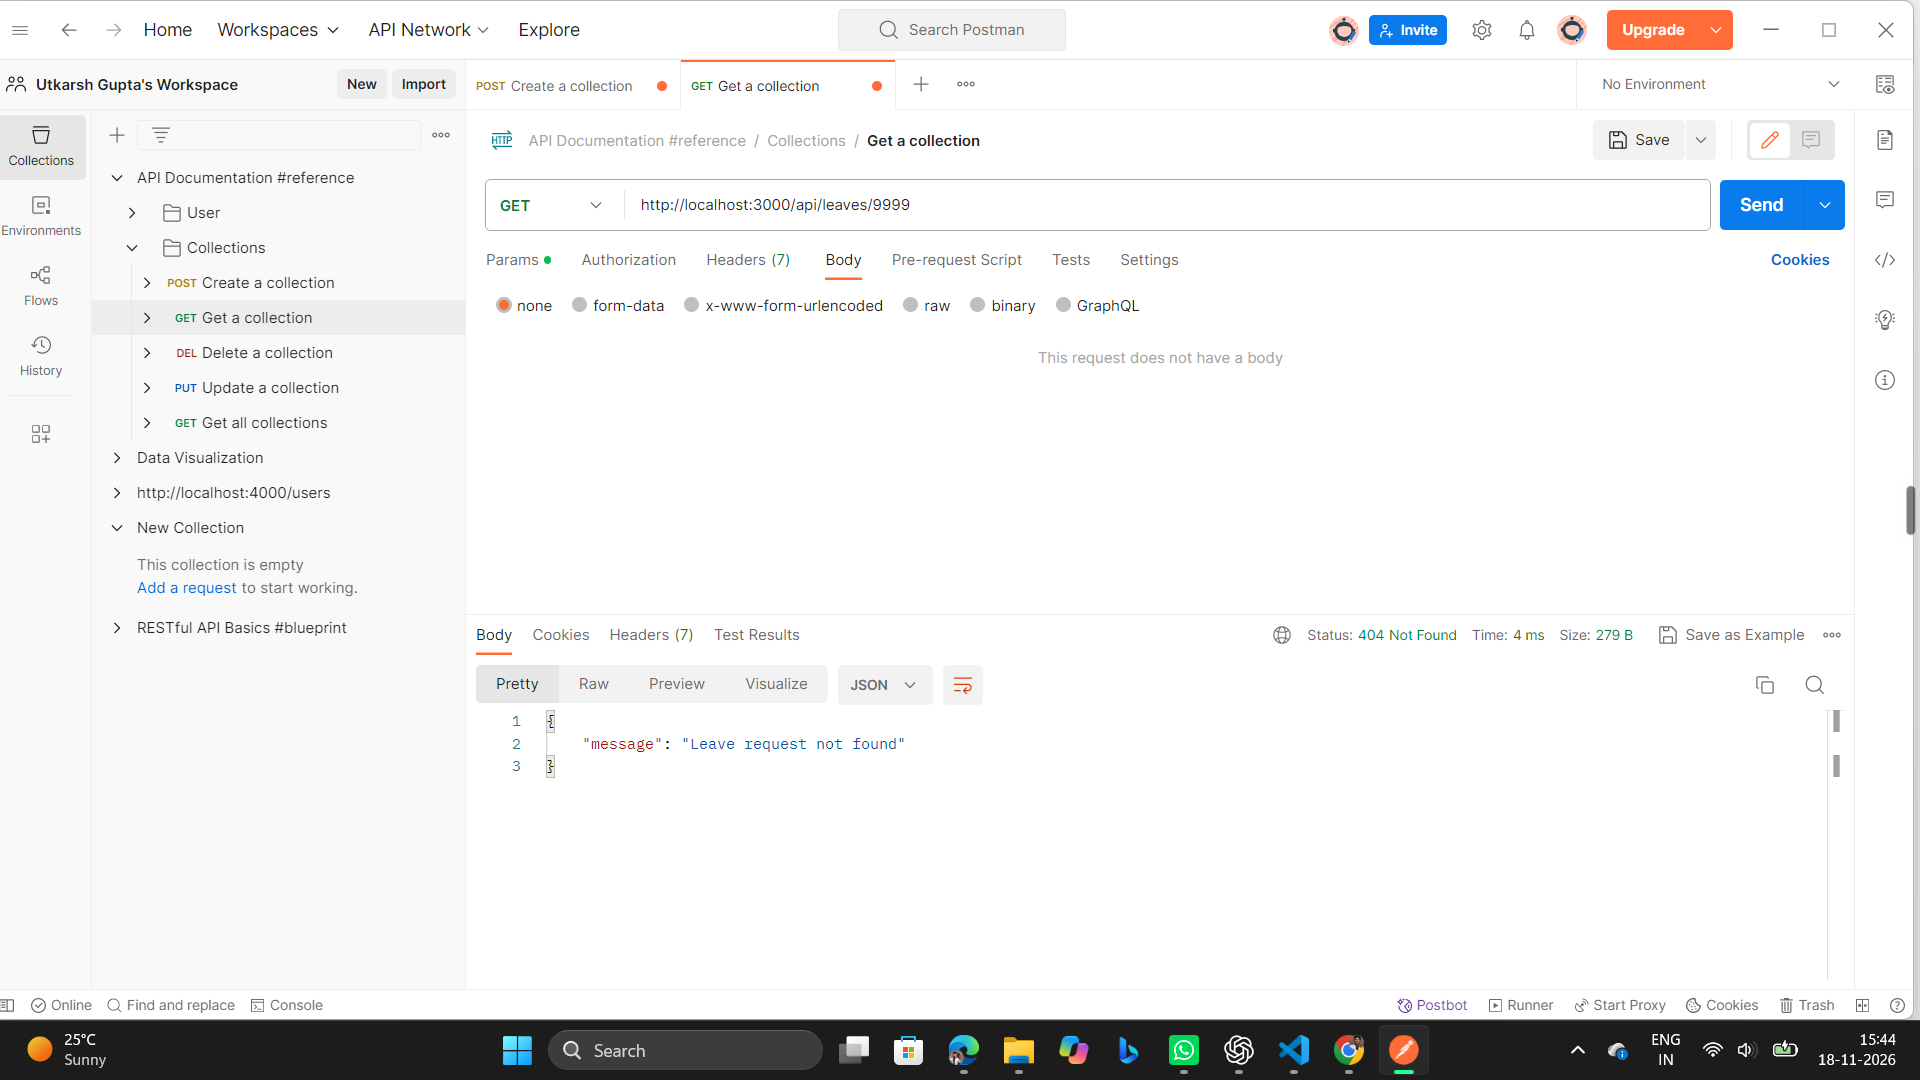 Home Workspaces API Network Explore Search Postman Invite Upgrade
Utkarsh Gupta's Workspace New Import POST Create a collection GET Get a collection No Environment
Collections
Environments
Flows
History
API Documentation #reference
User
Collections
POST Create a collection
GET Get a collection
DEL Delete a collection
PUT Update a collection
GET Get all collections
Data Visualization
http://localhost:4000/users
New Collection
This collection is empty
Add a request to start working.
RESTful API Basics #blueprint
HTTP API Documentation #reference / Collections / Get a collection Save
GET http://localhost:3000/api/leaves/9999 Send
Params Authorization Headers (7) Body Pre-request Script Tests Settings Cookies
none form-data x-www-form-urlencoded raw binary GraphQL
This request does not have a body
Body Cookies Headers (7) Test Results Status: 404 Not Found Time: 4 ms Size: 279 B Save as Example
Pretty Raw Preview Visualize JSON
1 {
2 "message": "Leave request not found"
3 }
Online Find and replace Console Postbot Runner Start Proxy Cookies Trash
25°C
Sunny
Search
ENG
IN
15:44
18-11-2026